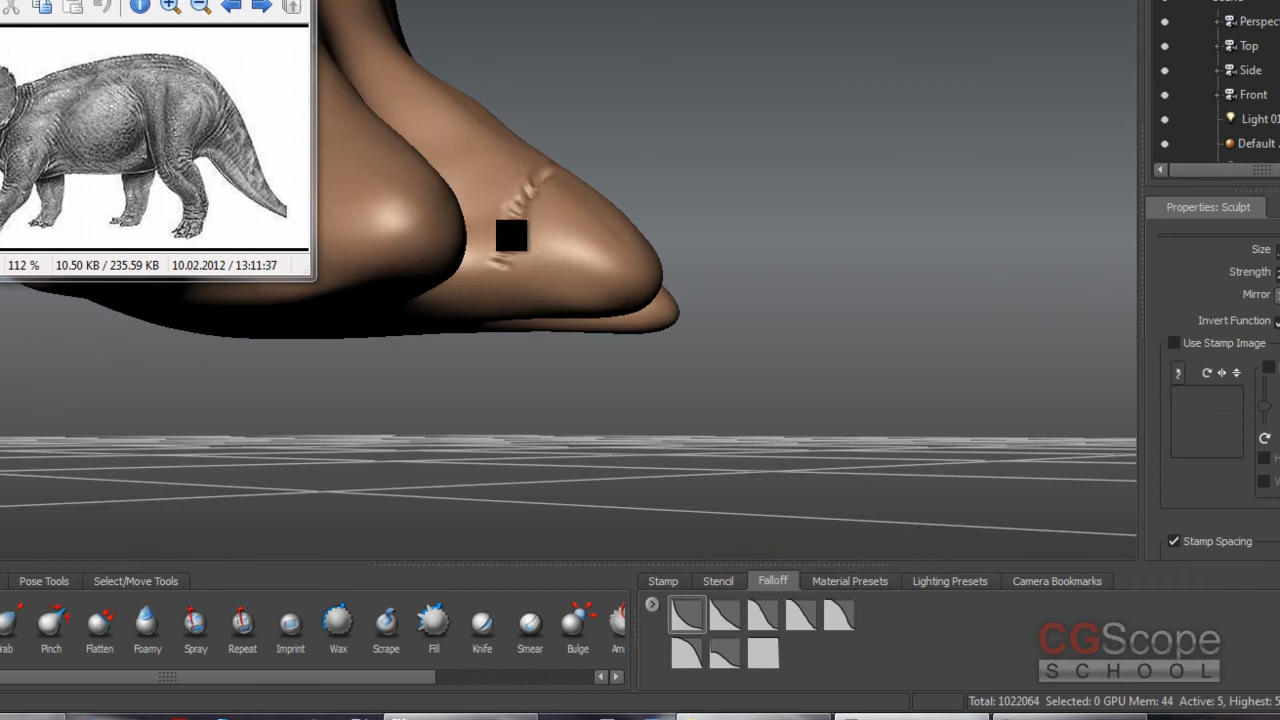 Perspec
Top
Side
Front
Light 01
Default
Properties: Sculpt
Size
Strength
Mirror
Invert Function
Use Stamp Image
Stamp Spacing
112 % 10.50 KB / 235.59 KB 10.02.2012 / 13:11:37
Pose Tools Select/Move Tools
Stamp Stencil Falloff Material Presets Lighting Presets Camera Bookmarks
rab Pinch Flatten Foamy Spray Repeat Imprint Wax Scrape Fill Knife Smear Bulge Am
CGScope
SCHOOL
Total: 1022064 Selected: 0 GPU Mem: 44 Active: 5, Highest: 5